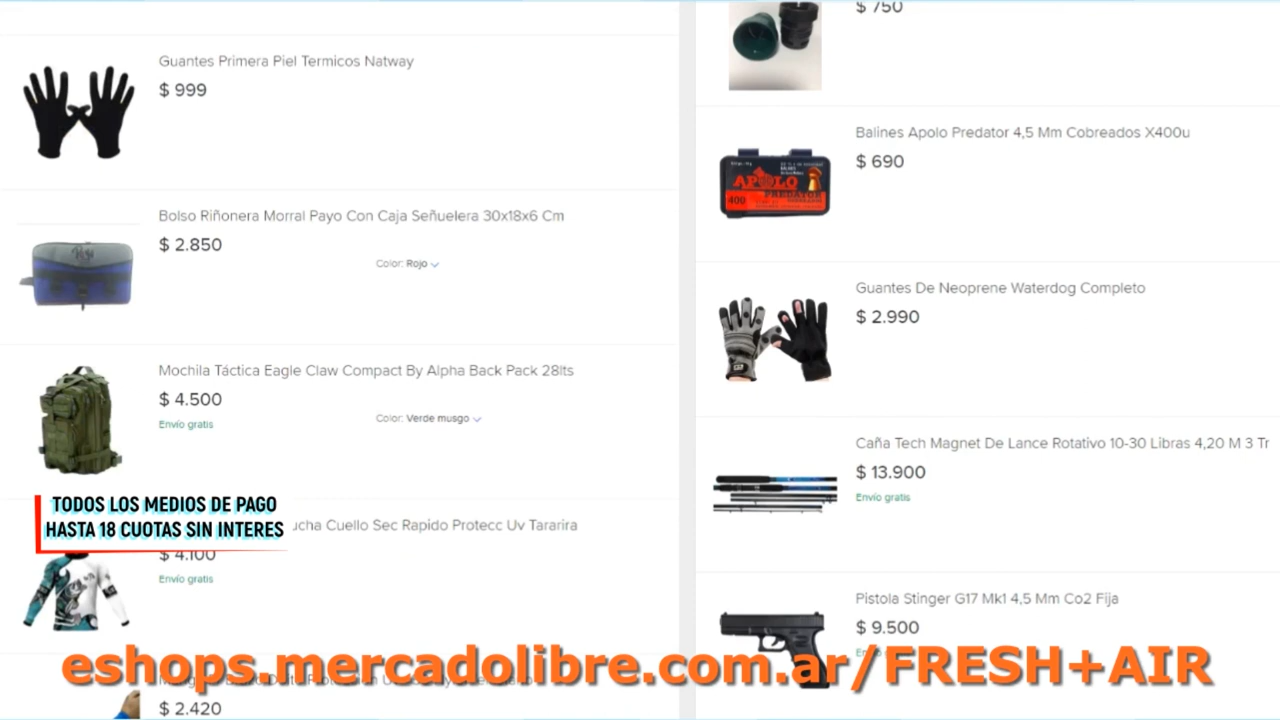 Guantes Primera Piel Termicos Natway
$ 999
Bolso Riñonera Morral Payo Con Caja Señuelera 30x18x6 Cm
$ 2.850
Color: Rojo
Mochila Táctica Eagle Claw Compact By Alpha Back Pack 28lts
$ 4.500
Color: Verde musgo
Envío gratis
TODOS LOS MEDIOS DE PAGO
HASTA 18 CUOTAS SIN INTERES
ucha Cuello Sec Rapido Protecc Uv Tararira
$ 4.100
Envío gratis
$ 2.420
$ 750
Balines Apolo Predator 4,5 Mm Cobreados X400u
$ 690
APOLO
PREDATOR
400
Guantes De Neoprene Waterdog Completo
$ 2.990
Caña Tech Magnet De Lance Rotativo 10-30 Libras 4,20 M 3 Tr
$ 13.900
Envío gratis
Pistola Stinger G17 Mk1 4,5 Mm Co2 Fija
$ 9.500
eshops.mercadolibre.com.ar/FRESH+AIR